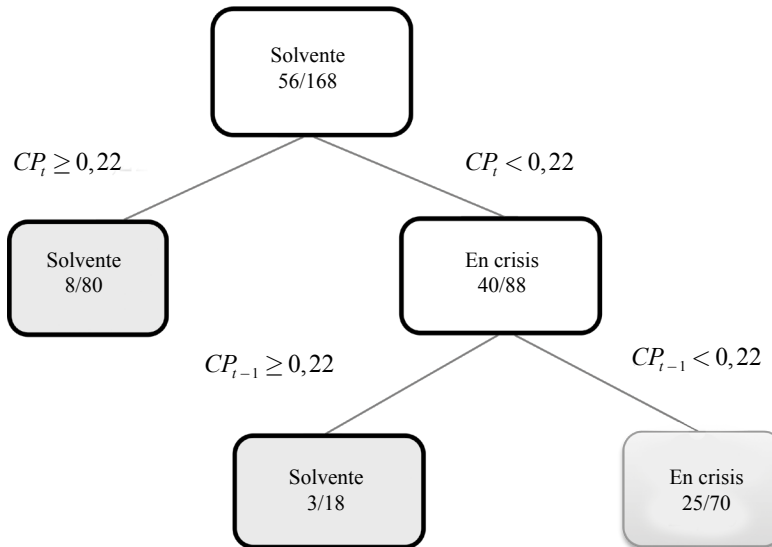 Solvente
56/168
CPₜ ≥ 0,22
CPₜ < 0,22
Solvente
8/80
En crisis
40/88
CPₜ₋₁ ≥ 0,22
CPₜ₋₁ < 0,22
Solvente
3/18
En crisis
25/70